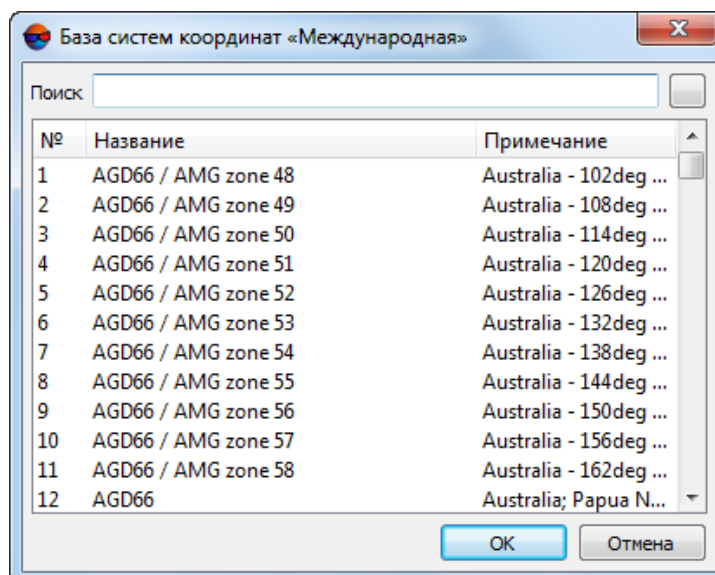 База систем координат «Международная»
Поиск
№ Название Примечание
1 AGD66 / AMG zone 48 Australia - 102deg ...
2 AGD66 / AMG zone 49 Australia - 108deg ...
3 AGD66 / AMG zone 50 Australia - 114deg ...
4 AGD66 / AMG zone 51 Australia - 120deg ...
5 AGD66 / AMG zone 52 Australia - 126deg ...
6 AGD66 / AMG zone 53 Australia - 132deg ...
7 AGD66 / AMG zone 54 Australia - 138deg ...
8 AGD66 / AMG zone 55 Australia - 144deg ...
9 AGD66 / AMG zone 56 Australia - 150deg ...
10 AGD66 / AMG zone 57 Australia - 156deg ...
11 AGD66 / AMG zone 58 Australia - 162deg ...
12 AGD66 Australia; Papua N...
OK Отмена